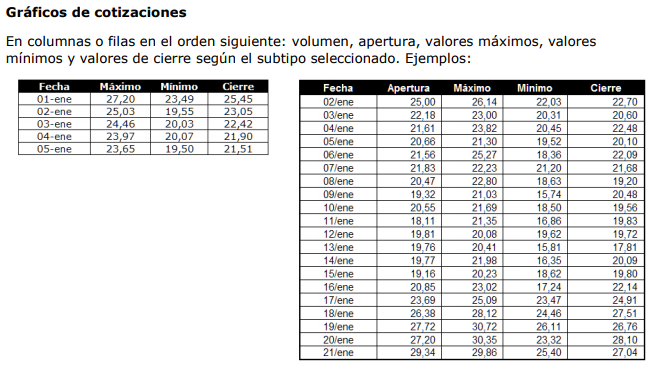 Gráficos de cotizaciones
En columnas o filas en el orden siguiente: volumen, apertura, valores máximos, valores
mínimos y valores de cierre según el subtipo seleccionado. Ejemplos:
Fecha Máximo Mínimo Cierre
01-ene 27,20 23,49 25,45
02-ene 25,03 19,55 23,05
03-ene 24,46 20,03 22,42
04-ene 23,97 20,07 21,90
05-ene 23,65 19,50 21,51
Fecha Apertura Máximo Minimo Cierre
02/ene 25,00 26,14 22,03 22,70
03/ene 22,18 23,00 20,31 20,60
04/ene 21,61 23,82 20,45 22,48
05/ene 20,66 21,30 19,52 20,10
06/ene 21,56 25,27 18,36 22,09
07/ene 21,83 22,23 21,20 21,68
08/ene 20,47 22,80 18,63 19,20
09/ene 19,32 21,03 15,74 20,48
10/ene 20,55 21,69 18,50 19,56
11/ene 18,11 21,35 16,86 19,83
12/ene 19,81 20,08 19,62 19,72
13/ene 19,76 20,41 15,81 17,81
14/ene 19,77 21,98 16,35 20,09
15/ene 19,16 20,23 18,62 19,80
16/ene 20,85 23,02 17,24 22,14
17/ene 23,69 25,09 23,47 24,91
18/ene 26,38 28,12 24,46 27,51
19/ene 27,72 30,72 26,11 26,76
20/ene 27,20 30,35 23,32 28,10
21/ene 29,34 29,86 25,40 27,04